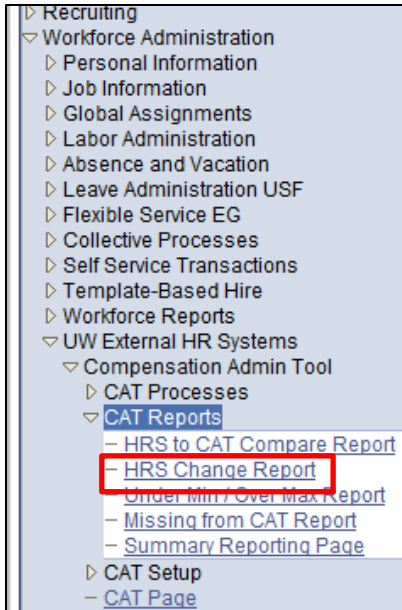 Recruiting
Workforce Administration
Personal Information
Job Information
Global Assignments
Labor Administration
Absence and Vacation
Leave Administration USF
Flexible Service EG
Collective Processes
Self Service Transactions
Template-Based Hire
Workforce Reports
UW External HR Systems
Compensation Admin Tool
CAT Processes
CAT Reports
– HRS to CAT Compare Report
– HRS Change Report
– Under Min / Over Max Report
– Missing from CAT Report
– Summary Reporting Page
CAT Setup
– CAT Page